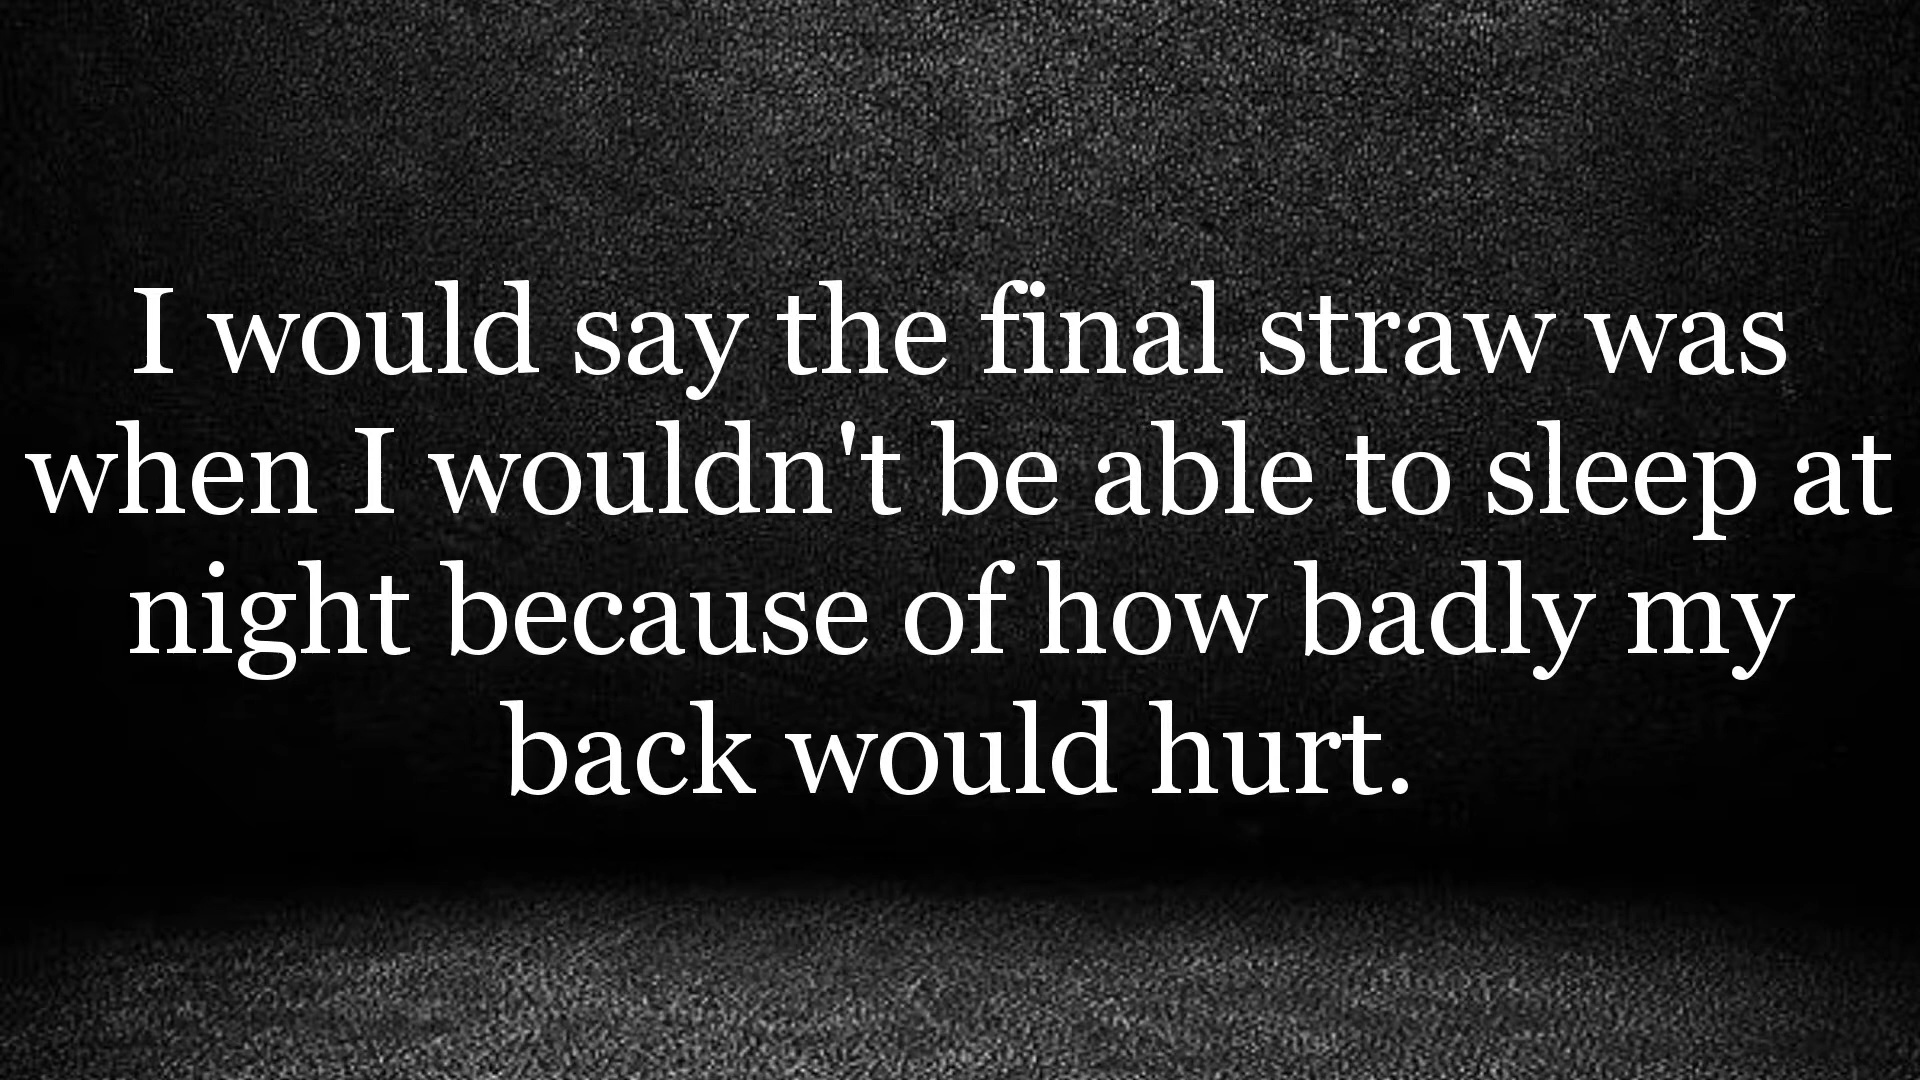 I would say the final straw was
when I wouldn't be able to sleep at
night because of how badly my
back would hurt.